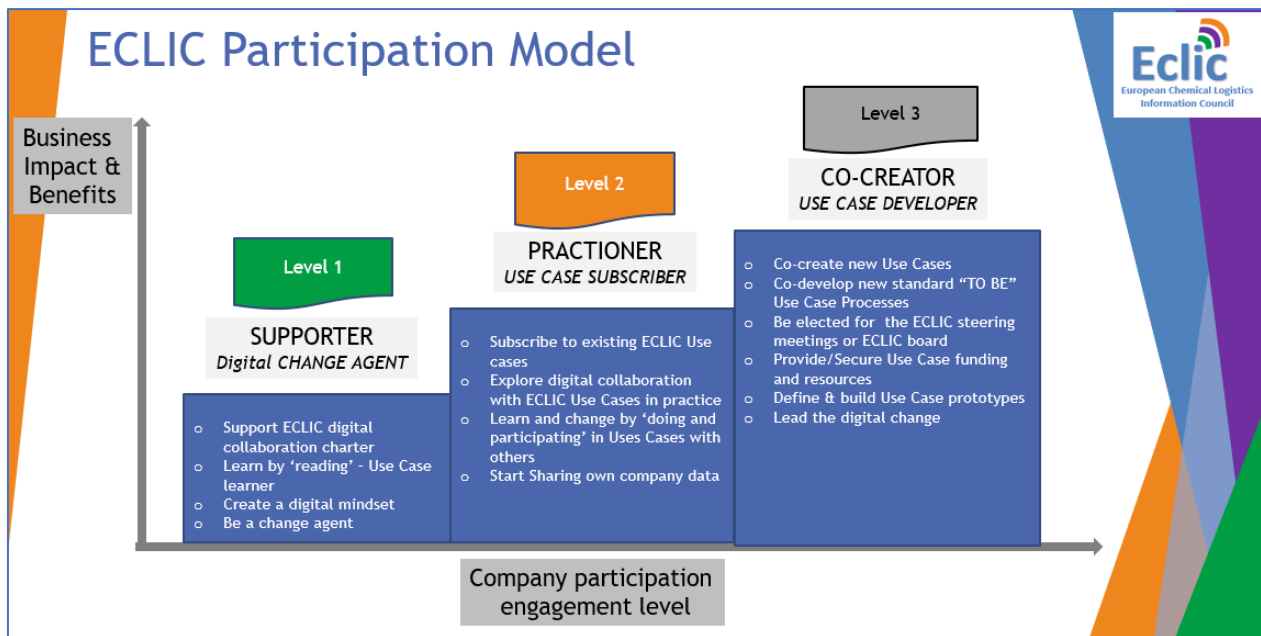 ECLIC Participation Model
Eclic
European Chemical Logistics
Information Council
Business
Impact &
Benefits
Level 1
SUPPORTER
Digital CHANGE AGENT
o Support ECLIC digital
collaboration charter
o Learn by ‘reading’ – Use Case
learner
o Create a digital mindset
o Be a change agent
Level 2
PRACTIONER
USE CASE SUBSCRIBER
o Subscribe to existing ECLIC Use
cases
o Explore digital collaboration
with ECLIC Use Cases in practice
o Learn and change by ‘doing and
participating’ in Uses Cases with
others
o Start Sharing own company data
Level 3
CO-CREATOR
USE CASE DEVELOPER
o Co-create new Use Cases
o Co-develop new standard “TO BE”
Use Case Processes
o Be elected for the ECLIC steering
meetings or ECLIC board
o Provide/Secure Use Case funding
and resources
o Define & build Use Case prototypes
o Lead the digital change
Company participation
engagement level